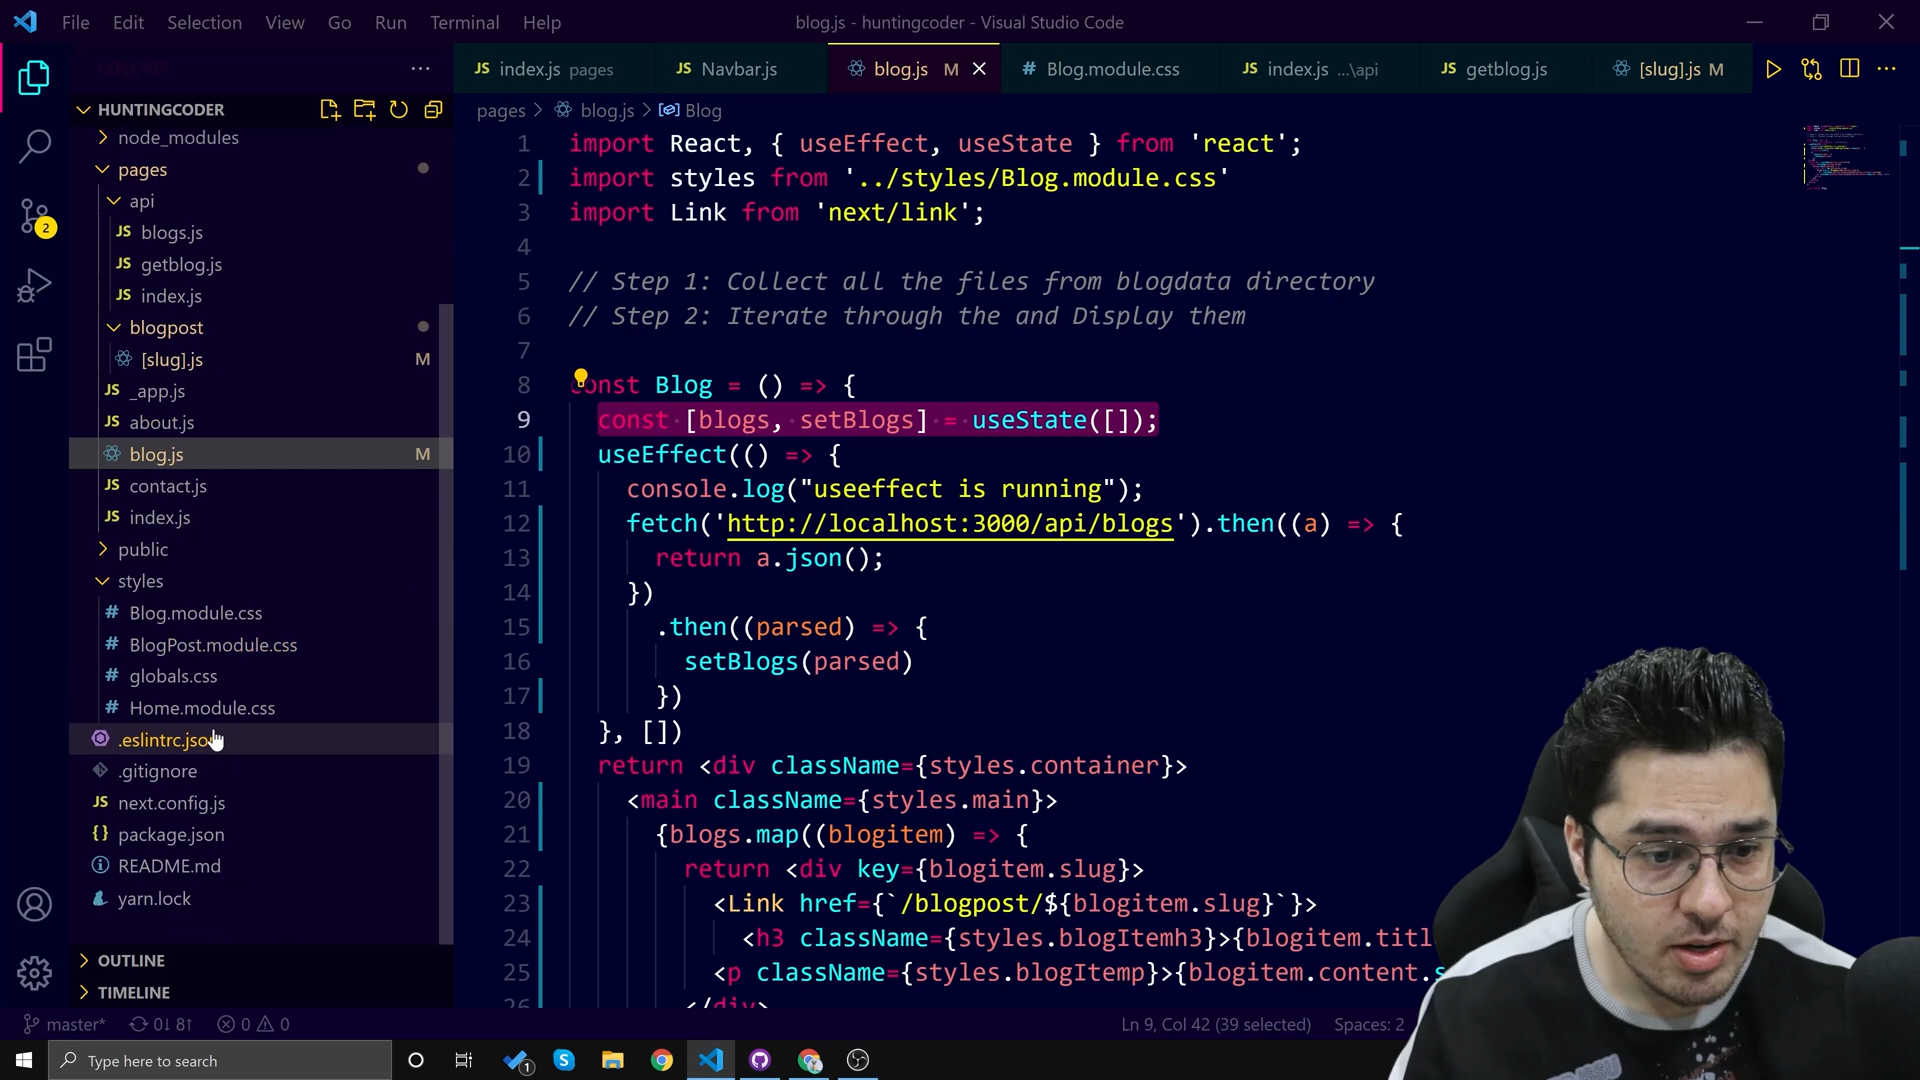 File Edit Selection View Go Run Terminal Help
blog.js - huntingcoder - Visual Studio Code
index.js pages
Navbar.js
blog.js M
Blog.module.css
index.js ...\api
getblog.js
[slug].js M
HUNTINGCODER
node_modules
pages
api
JS blogs.js
JS getblog.js
JS index.js
blogpost
[slug].js M
JS _app.js
JS about.js
blog.js M
JS contact.js
JS index.js
public
styles
# Blog.module.css
# BlogPost.module.css
# globals.css
# Home.module.css
.eslintrc.jso
.gitignore
JS next.config.js
{} package.json
README.md
yarn.lock
OUTLINE
TIMELINE
2
pages > blog.js > Blog
1 import React, { useEffect, useState } from 'react';
2 import styles from '../styles/Blog.module.css'
3 import Link from 'next/link';
4
5 // Step 1: Collect all the files from blogdata directory
6 // Step 2: Iterate through the and Display them
7
8 const Blog = () => {
9 const [blogs, setBlogs] = useState([]);
10 useEffect(() => {
11 console.log("useeffect is running");
12 fetch('http://localhost:3000/api/blogs').then((a) => {
13 return a.json();
14 })
15 .then((parsed) => {
16 setBlogs(parsed)
17 })
18 }, [])
19 return <div className={styles.container}>
20 <main className={styles.main}>
21 {blogs.map((blogitem) => {
22 return <div key={blogitem.slug}>
23 <Link href={`/blogpost/${blogitem.slug}`}>
24 <h3 className={styles.blogItemh3}>{blogitem.titl
25 <p className={styles.blogItemp}>{blogitem.content.s
26 </div>
master* 0↓ 8↑ 0 0
Ln 9, Col 42 (39 selected) Spaces: 2
Type here to search
1